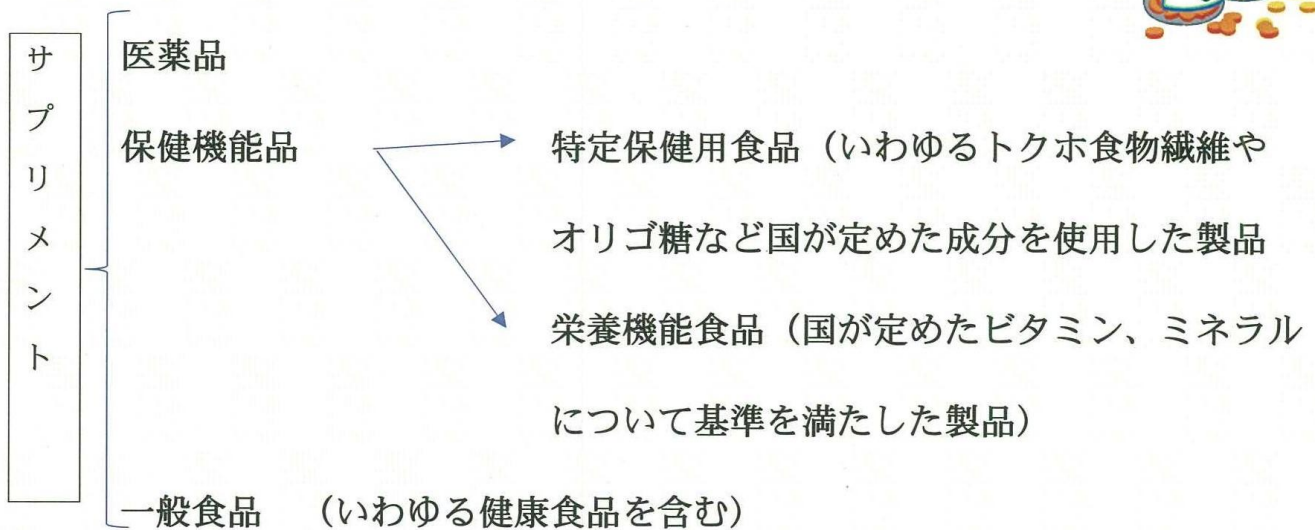 サプリメント
医薬品
保健機能品
特定保健用食品（いわゆるトクホ食物繊維や
オリゴ糖など国が定めた成分を使用した製品
栄養機能食品（国が定めたビタミン、ミネラル
について基準を満たした製品）
一般食品　（いわゆる健康食品を含む）